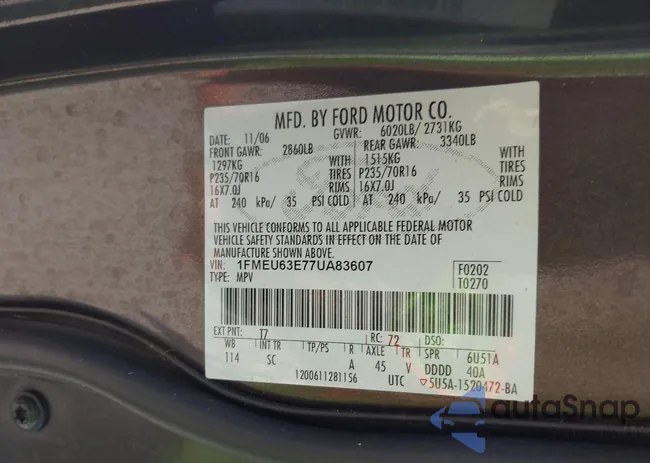 MFD. BY FORD MOTOR CO.
DATE: 11/06 GVWR: 6020LB/ 2731KG
FRONT GAWR: 2860LB REAR GAWR: 3340LB
1297KG WITH 1515KG WITH
P235/70R16 TIRES P235/70R16 TIRES
16X7.0J RIMS 16X7.0J RIMS
AT 240 kPa/ 35 PSI COLD AT 240 kPa/ 35 PSI COLD
THIS VEHICLE CONFORMS TO ALL APPLICABLE FEDERAL MOTOR
VEHICLE SAFETY STANDARDS IN EFFECT ON THE DATE OF
MANUFACTURE SHOWN ABOVE.
VIN: 1FMEU63E77UA83607 F0202
TYPE: MPV T0270
EXT PNT: T7 RC: 72 DSO:
WB INT TR TP/PS R AXLE TR SPR 6U51A
114 SC A 45 V DDDD 40A
1200611281156 UTC ▽5U5A-1520472-BA
autoSnap